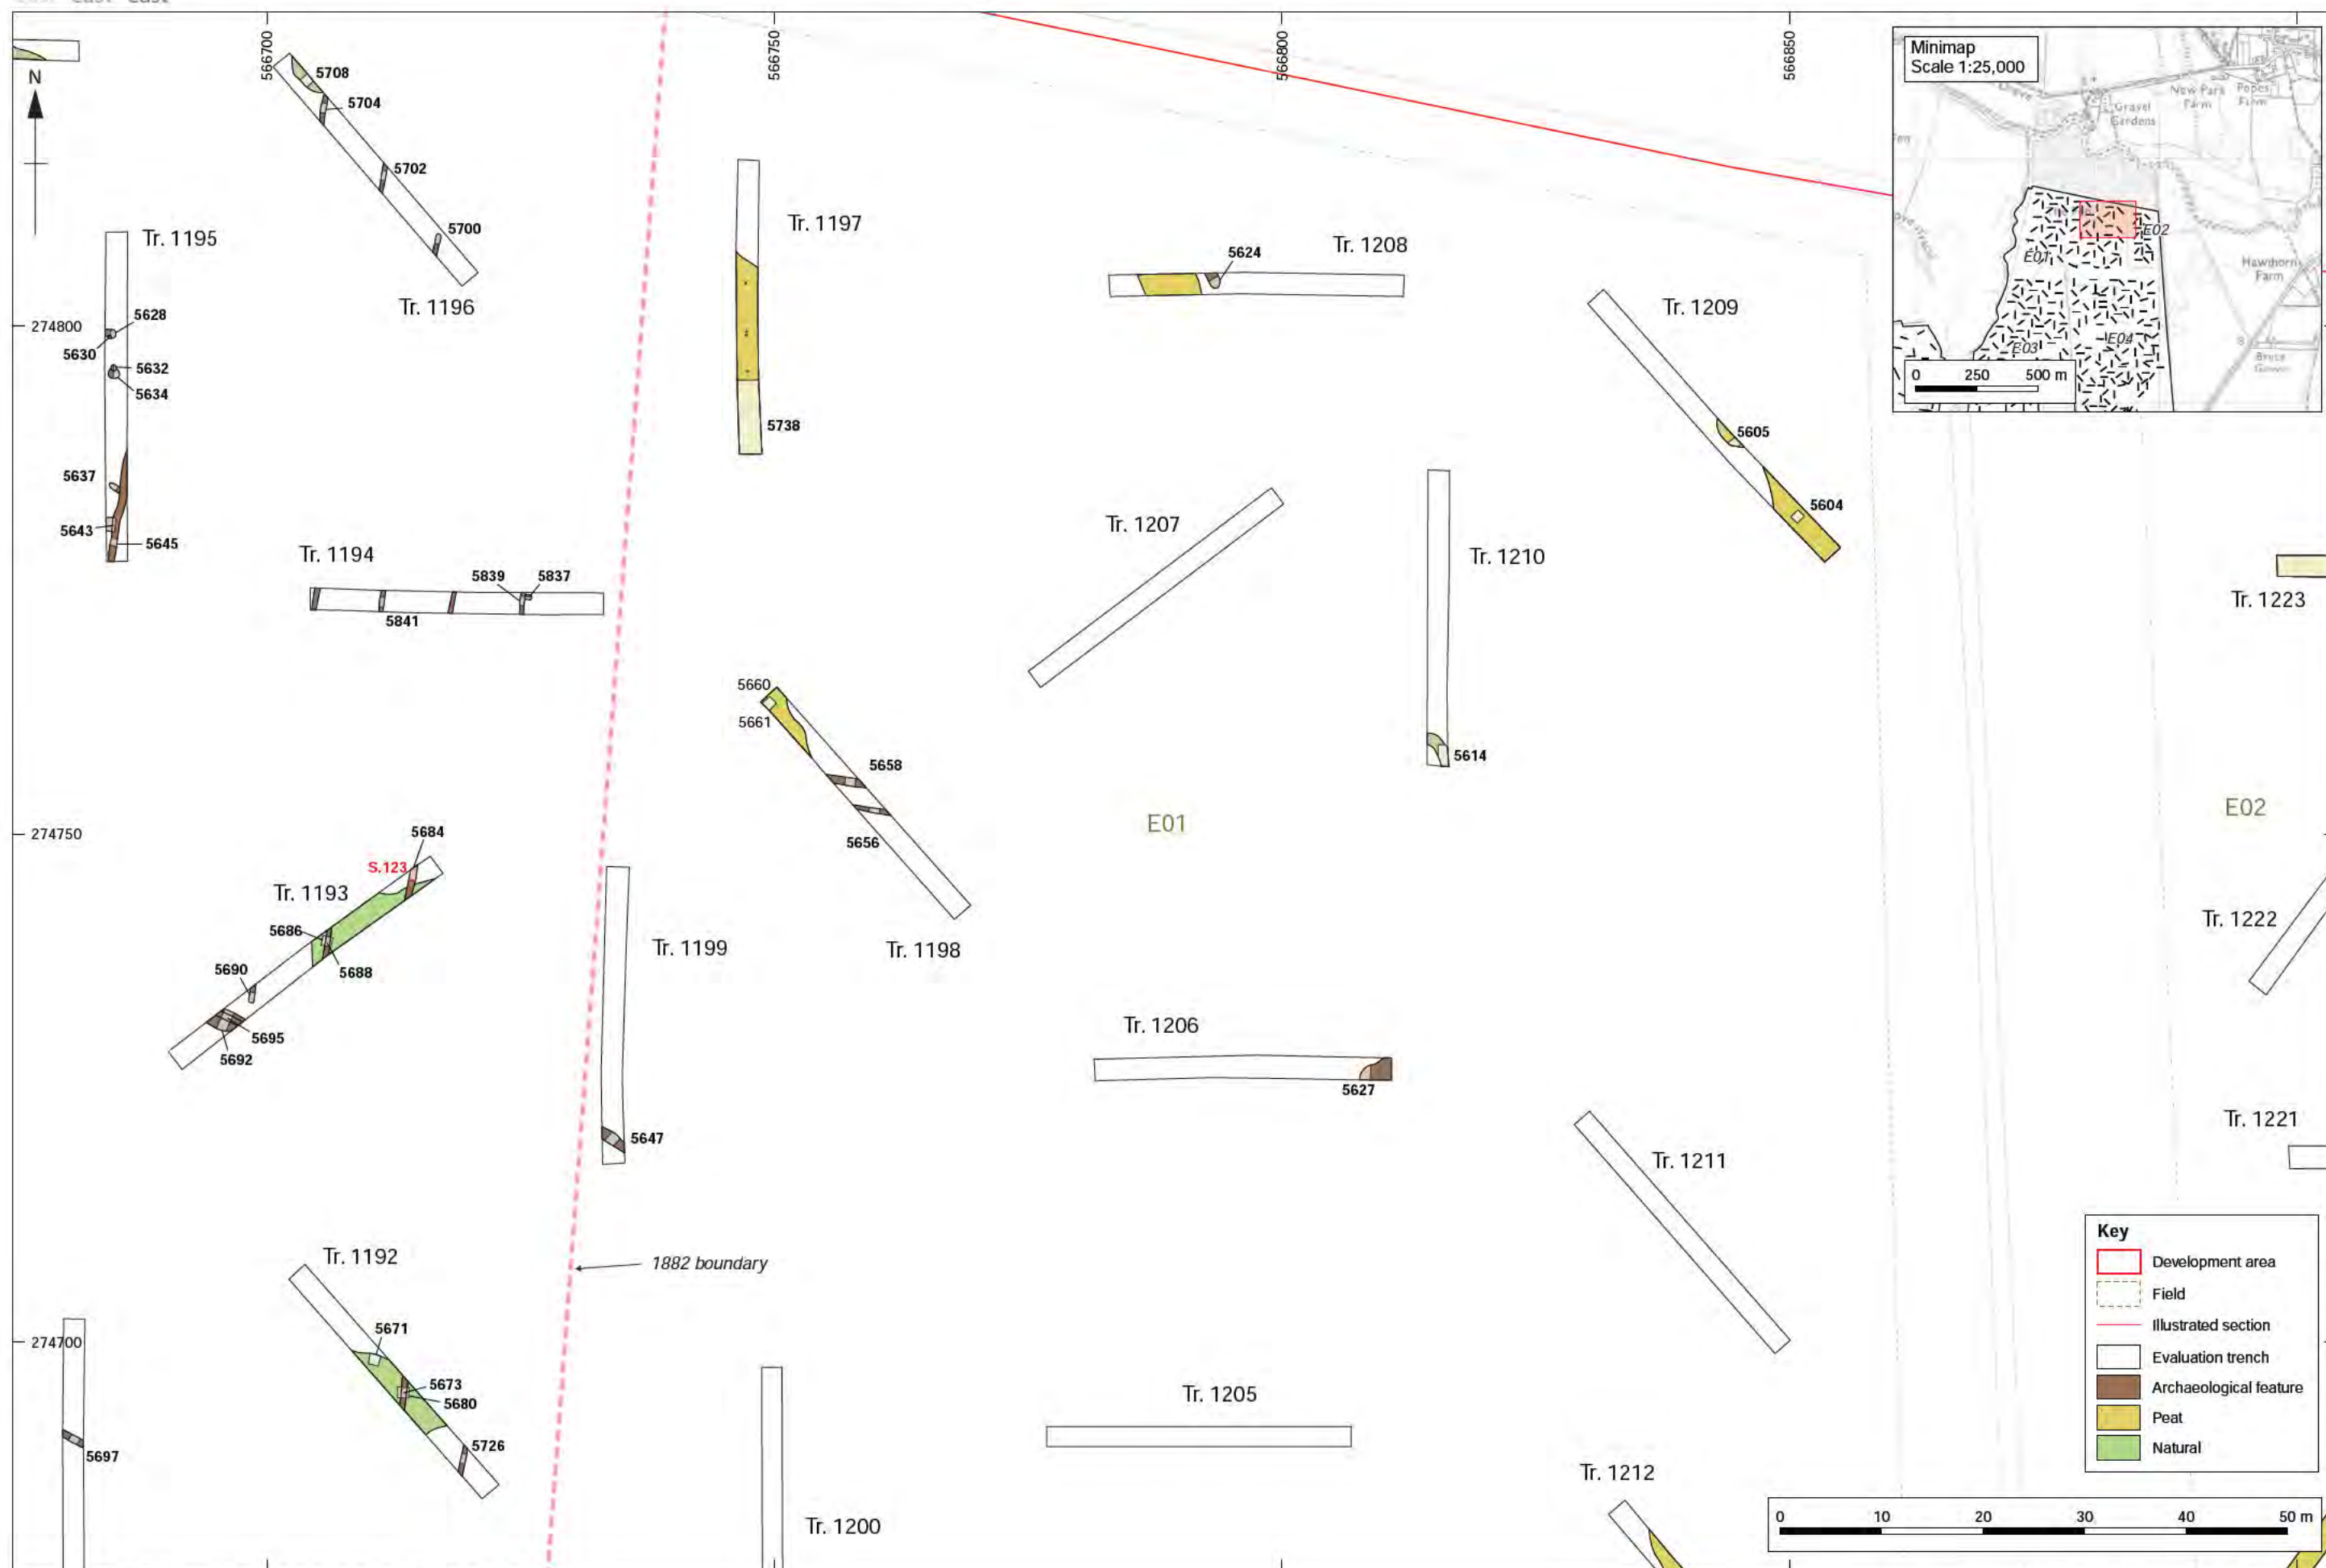 East East
566700
566750
566800
566850
Minimap
Scale 1:25,000
Gravel
Gardens
New Park
Farm
Popes
Farm
Hawthorn
Farm
E01
E02
E03
E04
0 250 500 m
N
5708
5704
5702
5700
Tr. 1195
Tr. 1196
Tr. 1197
Tr. 1208
5624
Tr. 1209
274800
5628
5630
5632
5634
5738
5605
5604
5637
5643
5645
Tr. 1194
5839
5837
5841
Tr. 1207
Tr. 1210
Tr. 1223
5660
5661
5658
5656
5614
274750
E01
E02
5684
S.123
Tr. 1193
5686
5688
5690
5695
5692
Tr. 1199
Tr. 1198
Tr. 1222
Tr. 1206
5627
5647
Tr. 1221
Tr. 1211
Tr. 1192
1882 boundary
5671
274700
5673
5680
5726
5697
Tr. 1205
Tr. 1200
Tr. 1212
Key
Development area
Field
Illustrated section
Evaluation trench
Archaeological feature
Peat
Natural
0 10 20 30 40 50 m